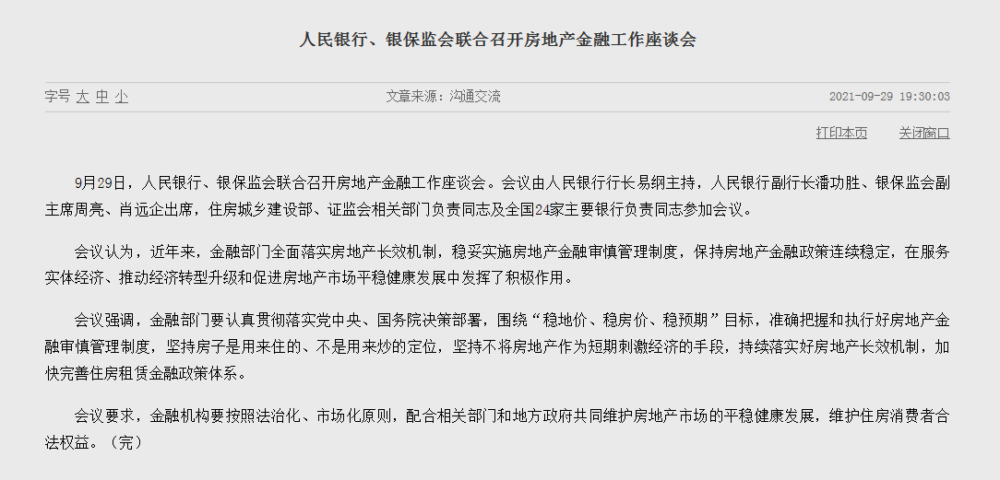 人民银行、银保监会联合召开房地产金融工作座谈会
字号 大 中 小 文章来源：沟通交流 2021-09-29 19:30:03
打印本页 关闭窗口
9月29日，人民银行、银保监会联合召开房地产金融工作座谈会。会议由人民银行行长易纲主持，人民银行副行长潘功胜、银保监会副
主席周亮、肖远企出席，住房城乡建设部、证监会相关部门负责同志及全国24家主要银行负责同志参加会议。
会议认为，近年来，金融部门全面落实房地产长效机制，稳妥实施房地产金融审慎管理制度，保持房地产金融政策连续稳定，在服务
实体经济、推动经济转型升级和促进房地产市场平稳健康发展中发挥了积极作用。
会议强调，金融部门要认真贯彻落实党中央、国务院决策部署，围绕“稳地价、稳房价、稳预期”目标，准确把握和执行好房地产金
融审慎管理制度，坚持房子是用来住的、不是用来炒的定位，坚持不将房地产作为短期刺激经济的手段，持续落实好房地产长效机制，加
快完善住房租赁金融政策体系。
会议要求，金融机构要按照法治化、市场化原则，配合相关部门和地方政府共同维护房地产市场的平稳健康发展，维护住房消费者合
法权益。（完）